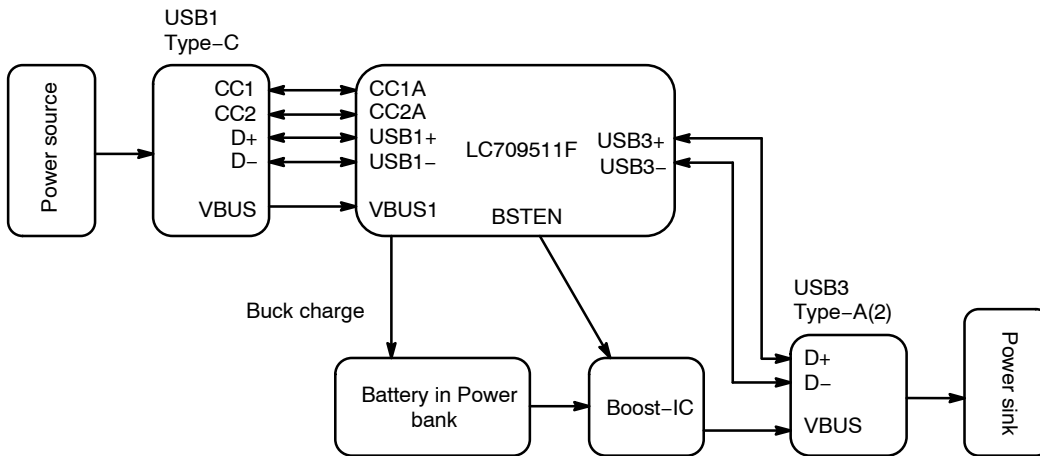 USB1
Type−C
Power source
CC1
CC2
D+
D−
VBUS
CC1A
CC2A
USB1+
USB1−
VBUS1
LC709511F
USB3+
USB3−
BSTEN
Buck charge
Battery in Power
bank
Boost−IC
USB3
Type−A(2)
D+
D−
VBUS
Power sink